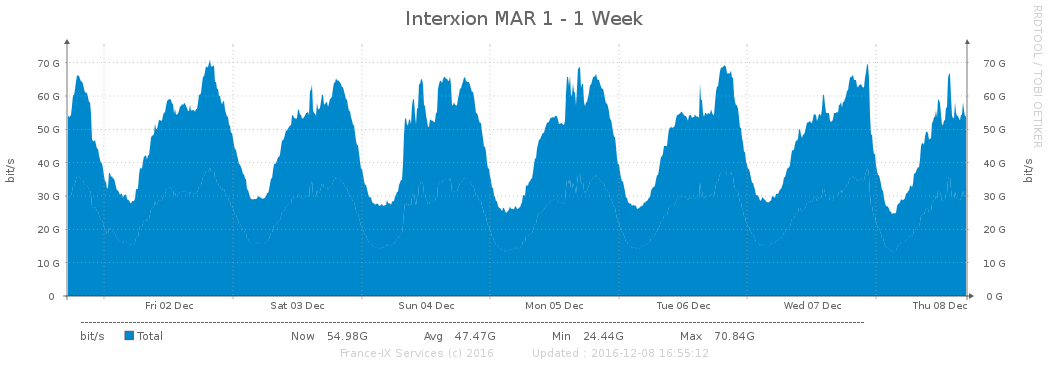 Interxion MAR 1 - 1 Week
RRDTOOL / TOBI OETIKER
bit/s
70 G 70 G
60 G 60 G
50 G 50 G
40 G 40 G
30 G 30 G
20 G 20 G
10 G 10 G
0 0 G
bit/s
Fri 02 Dec Sat 03 Dec Sun 04 Dec Mon 05 Dec Tue 06 Dec Wed 07 Dec Thu 08 Dec
bit/s Total Now 54.98G Avg 47.47G Min 24.44G Max 70.84G
France-IX Services (c) 2016 Updated : 2016-12-08 16:55:12